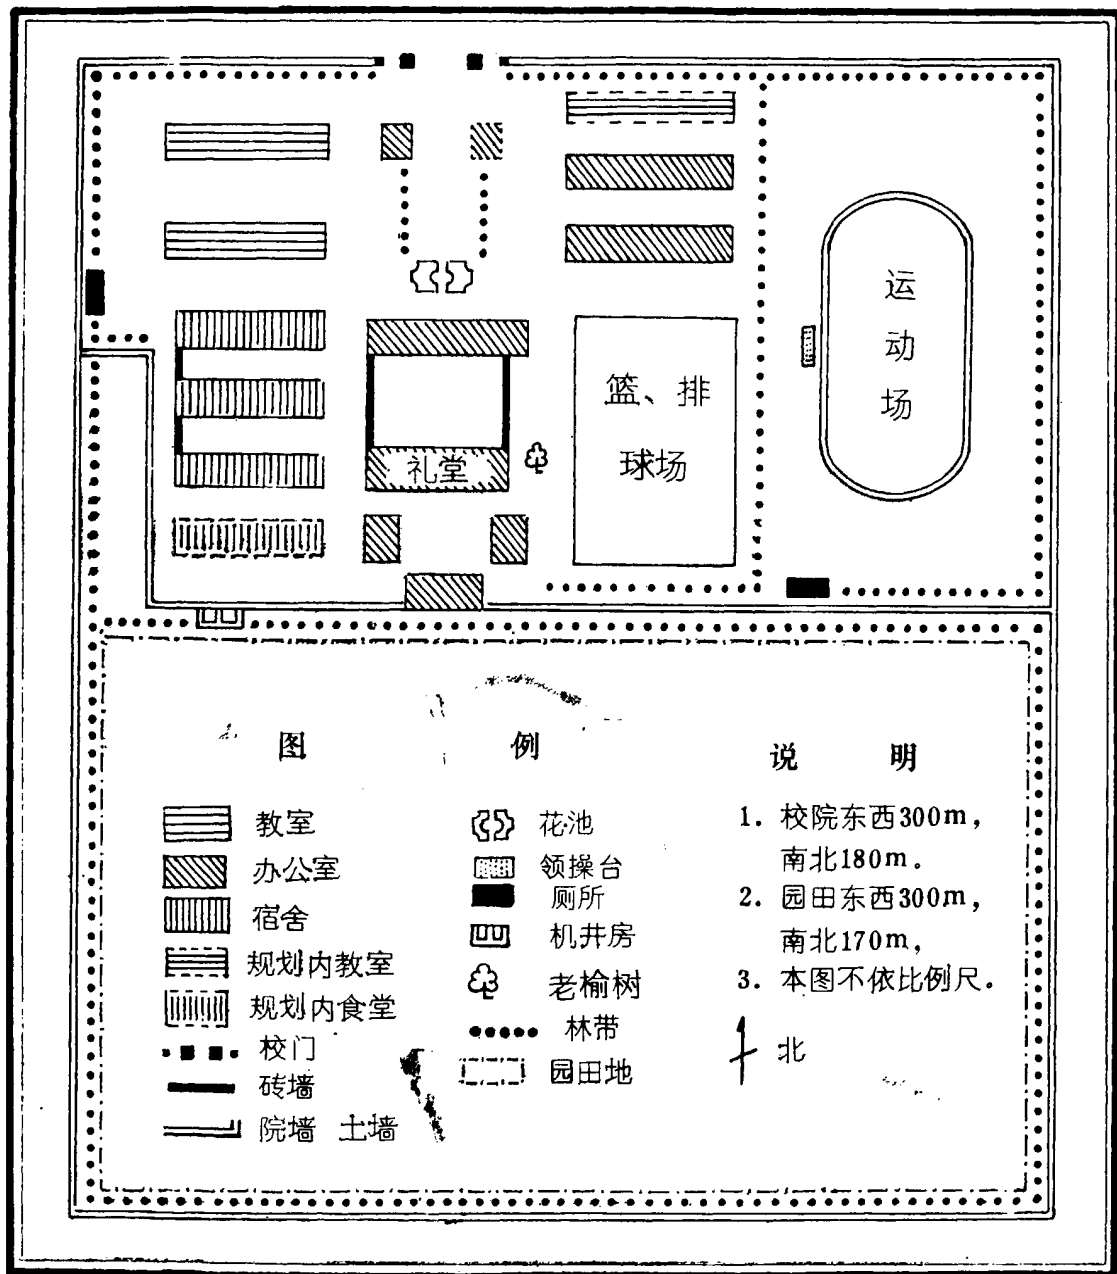 运
动
场
篮、排
球场
礼堂
图 例
教室
办公室
宿舍
规划内教室
规划内食堂
校门
砖墙
院墙 土墙
花池
领操台
厕所
机井房
老榆树
林带
园田地
说 明
1. 校院东西300m,
南北180m.
2. 园田东西300m,
南北170m,
3. 本图不依比例尺.
北